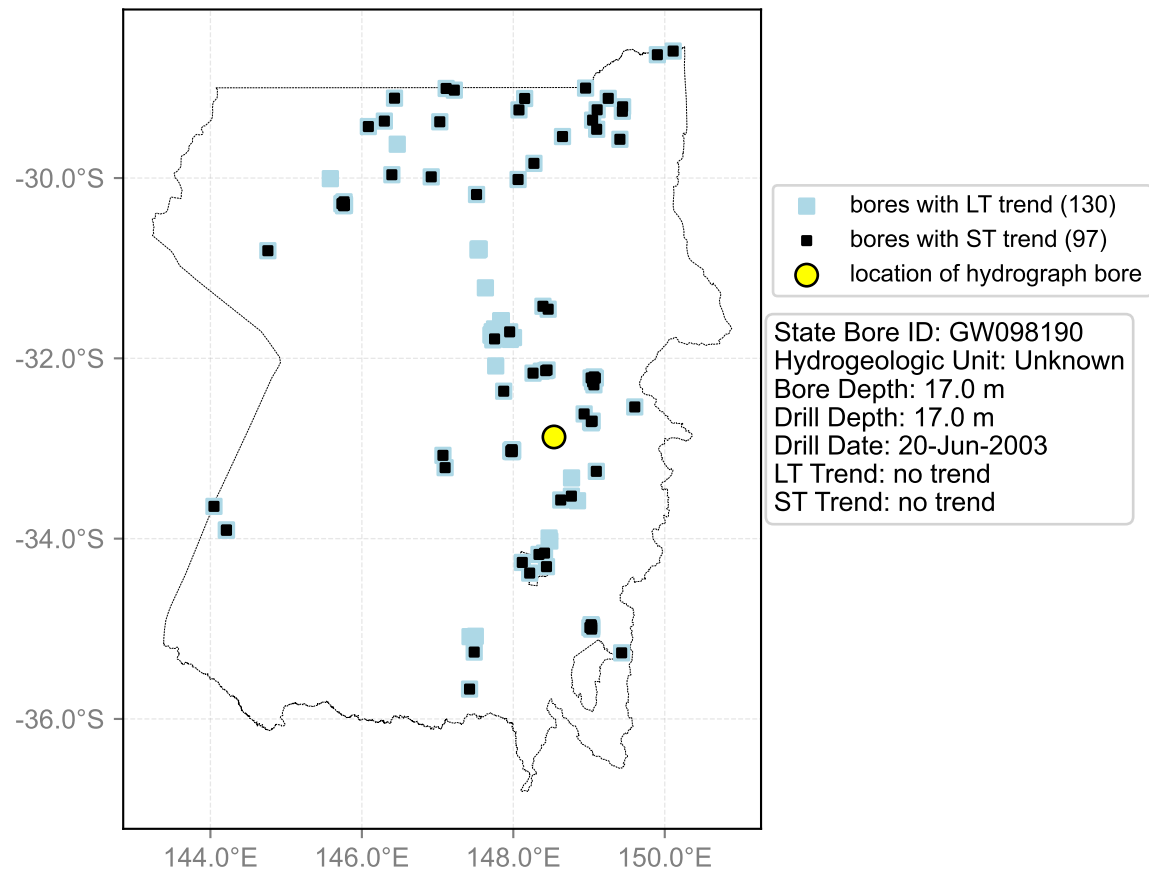 -30.0°S
-32.0°S
-34.0°S
-36.0°S
144.0°E
146.0°E
148.0°E
150.0°E
bores with LT trend (130)
bores with ST trend (97)
location of hydrograph bore
State Bore ID: GW098190
Hydrogeologic Unit: Unknown
Bore Depth: 17.0 m
Drill Depth: 17.0 m
Drill Date: 20-Jun-2003
LT Trend: no trend
ST Trend: no trend